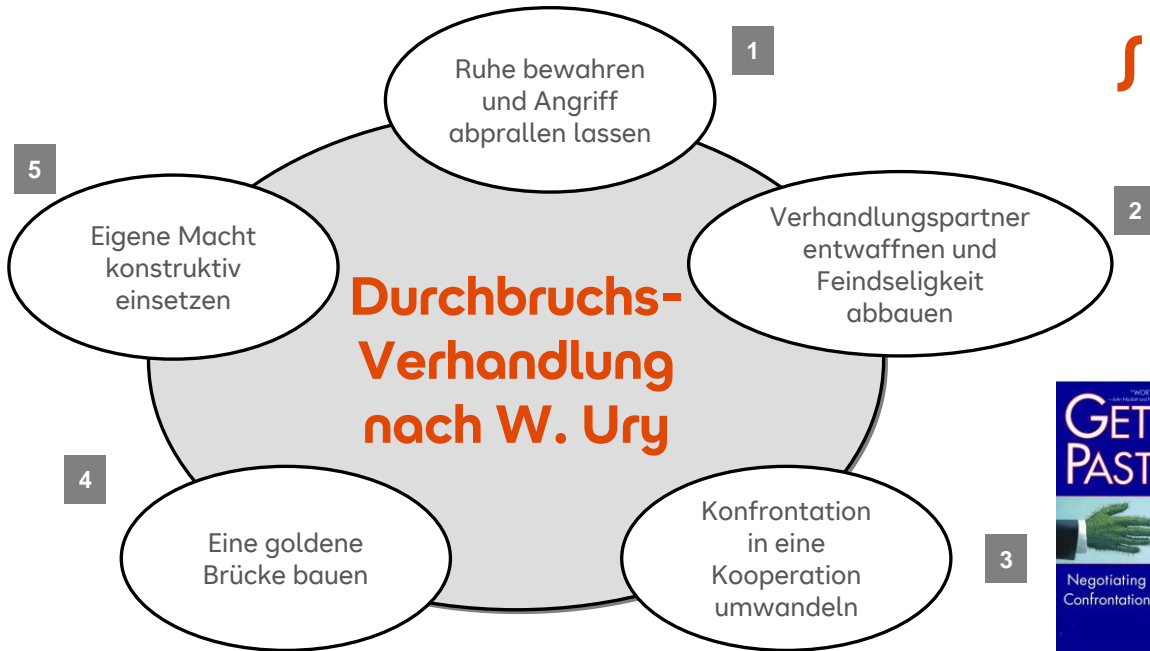 1
Ruhe bewahren
und Angriff
abprallen lassen
5
Eigene Macht
konstruktiv
einsetzen
2
Verhandlungspartner
entwaffnen und
Feindseligkeit
abbauen
Durchbruchs-
Verhandlung
nach W. Ury
4
Eine goldene
Brücke bauen
3
Konfrontation
in eine
Kooperation
umwandeln
GET
PAST
Negotiating
Confrontation